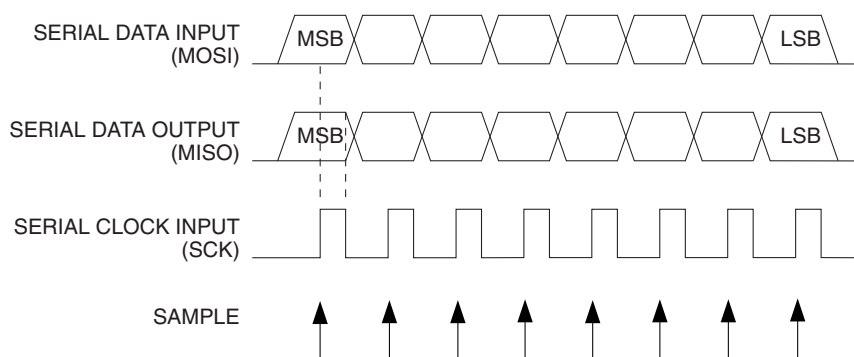 SERIAL DATA INPUT
(MOSI)
MSB
LSB
SERIAL DATA OUTPUT
(MISO)
MSB
LSB
SERIAL CLOCK INPUT
(SCK)
SAMPLE